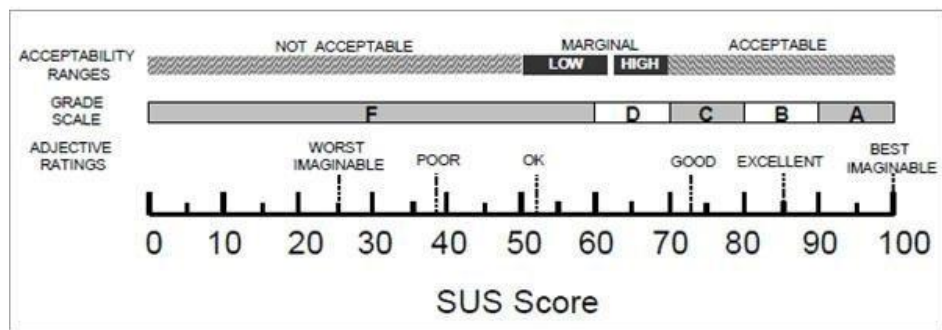 NOT ACCEPTABLE MARGINAL ACCEPTABLE
ACCEPTABILITY
RANGES
LOW HIGH
GRADE
SCALE
F D C B A
ADJECTIVE
RATINGS
WORST
IMAGINABLE
POOR
OK
GOOD
EXCELLENT
BEST
IMAGINABLE
0 10 20 30 40 50 60 70 80 90 100
SUS Score